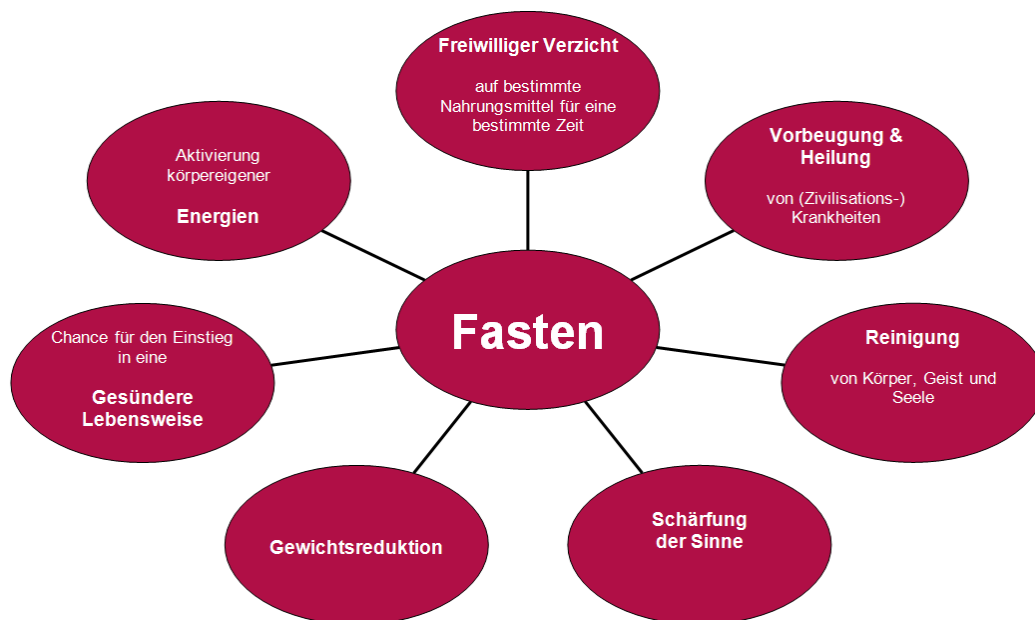 Freiwilliger Verzicht
auf bestimmte
Nahrungsmittel für eine
bestimmte Zeit
Vorbeugung &
Heilung
von (Zivilisations-)
Krankheiten
Aktivierung
körpereigener
Energien
Fasten
Chance für den Einstieg
in eine
Gesündere
Lebensweise
Reinigung
von Körper, Geist und
Seele
Gewichtsreduktion
Schärfung
der Sinne